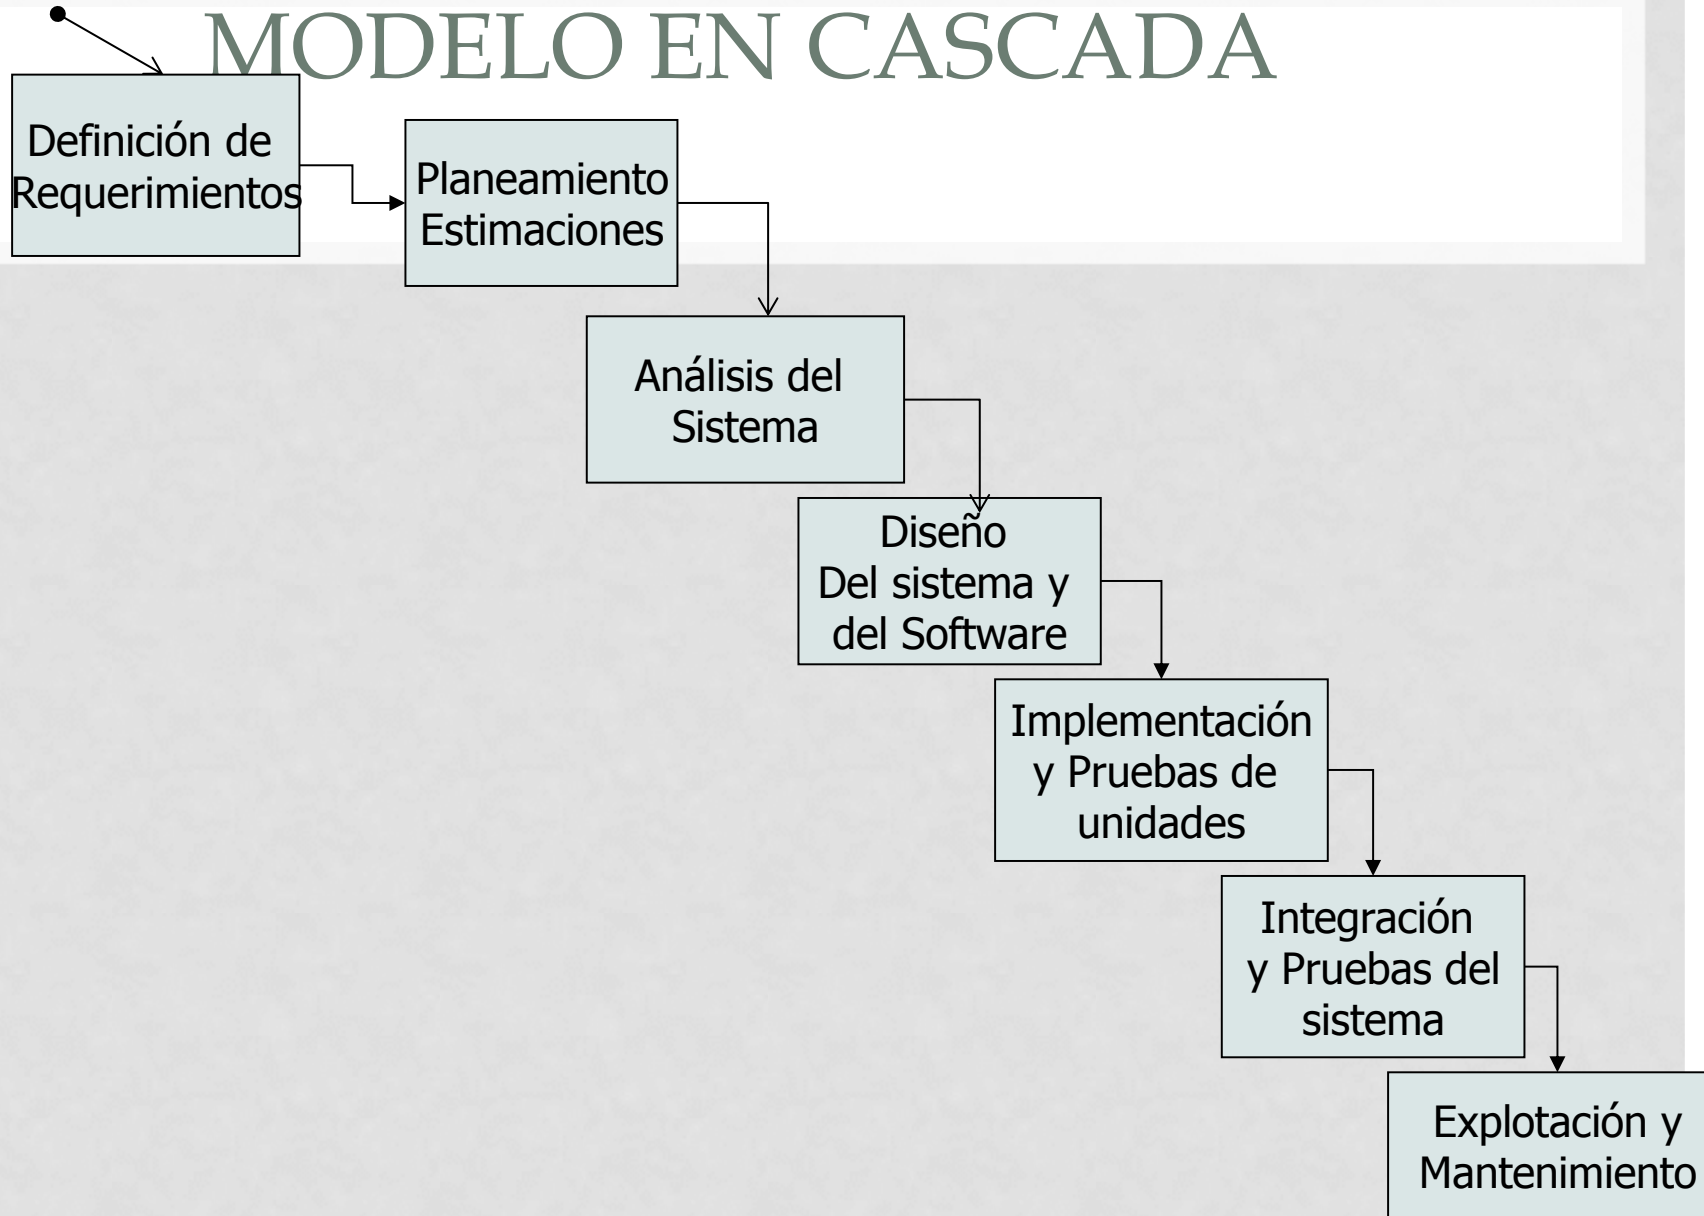 MODELO EN CASCADA
Definición de
Requerimientos
Planeamiento
Estimaciones
Análisis del
Sistema
Diseño
Del sistema y
del Software
Implementación
y Pruebas de
unidades
Integración
y Pruebas del
sistema
Explotación y
Mantenimiento